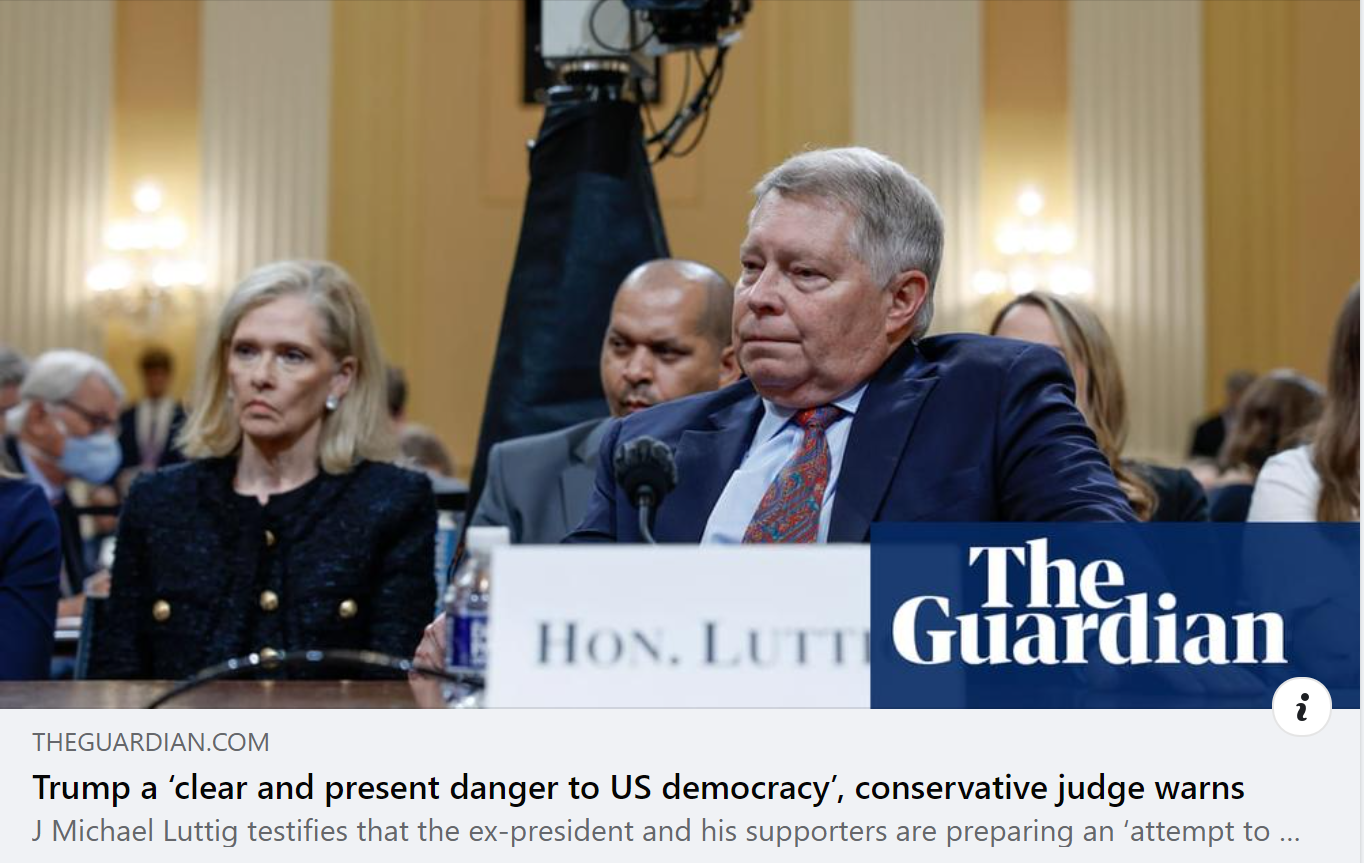 HON. LUTTI
The
Guardian
i
THEGUARDIAN.COM
Trump a ‘clear and present danger to US democracy’, conservative judge warns
J Michael Luttig testifies that the ex-president and his supporters are preparing an ‘attempt to ...